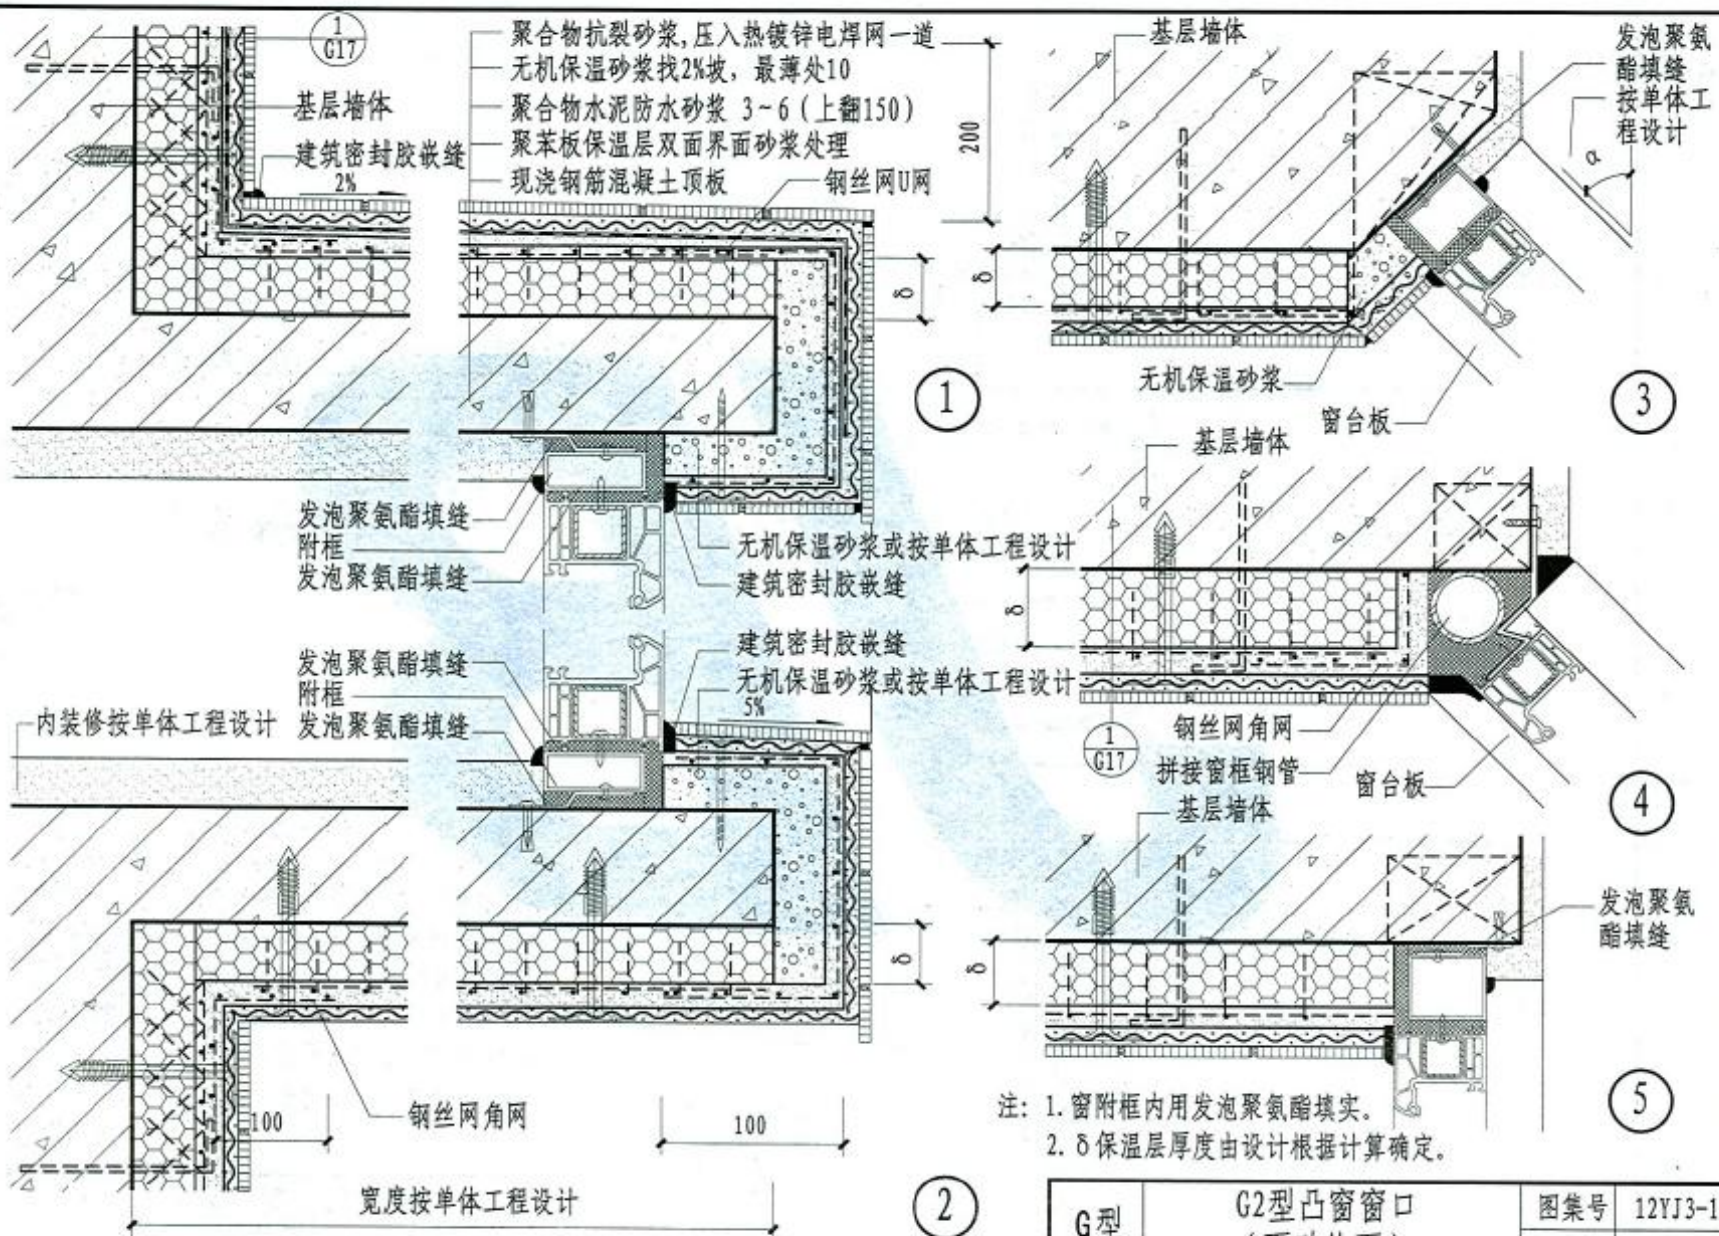 1
G17
聚合物抗裂砂浆,压入热镀锌电焊网一道
无机保温砂浆找2%坡，最薄处10
聚合物水泥防水砂浆 3~6（上翻150）
聚苯板保温层双面界面砂浆处理
现浇钢筋混凝土顶板
钢丝网U网
基层墙体
建筑密封胶嵌缝
2%
δ
1
发泡聚氨酯填缝
附框
发泡聚氨酯填缝
无机保温砂浆或按单体工程设计
建筑密封胶嵌缝
发泡聚氨酯填缝
附框
发泡聚氨酯填缝
建筑密封胶嵌缝
无机保温砂浆或按单体工程设计
5%
内装修按单体工程设计
δ
钢丝网角网
100
100
宽度按单体工程设计
2
基层墙体
发泡聚氨
酯填缝
按单体工
程设计
α
200
δ
无机保温砂浆
窗台板
3
基层墙体
δ
1
G17
钢丝网角网
拼接窗框钢管
窗台板
4
基层墙体
发泡聚氨
酯填缝
δ
5
注: 1.窗附框内用发泡聚氨酯填实。
2.δ保温层厚度由设计根据计算确定。
G型
G2型凸窗窗口
图集号
12YJ3-1